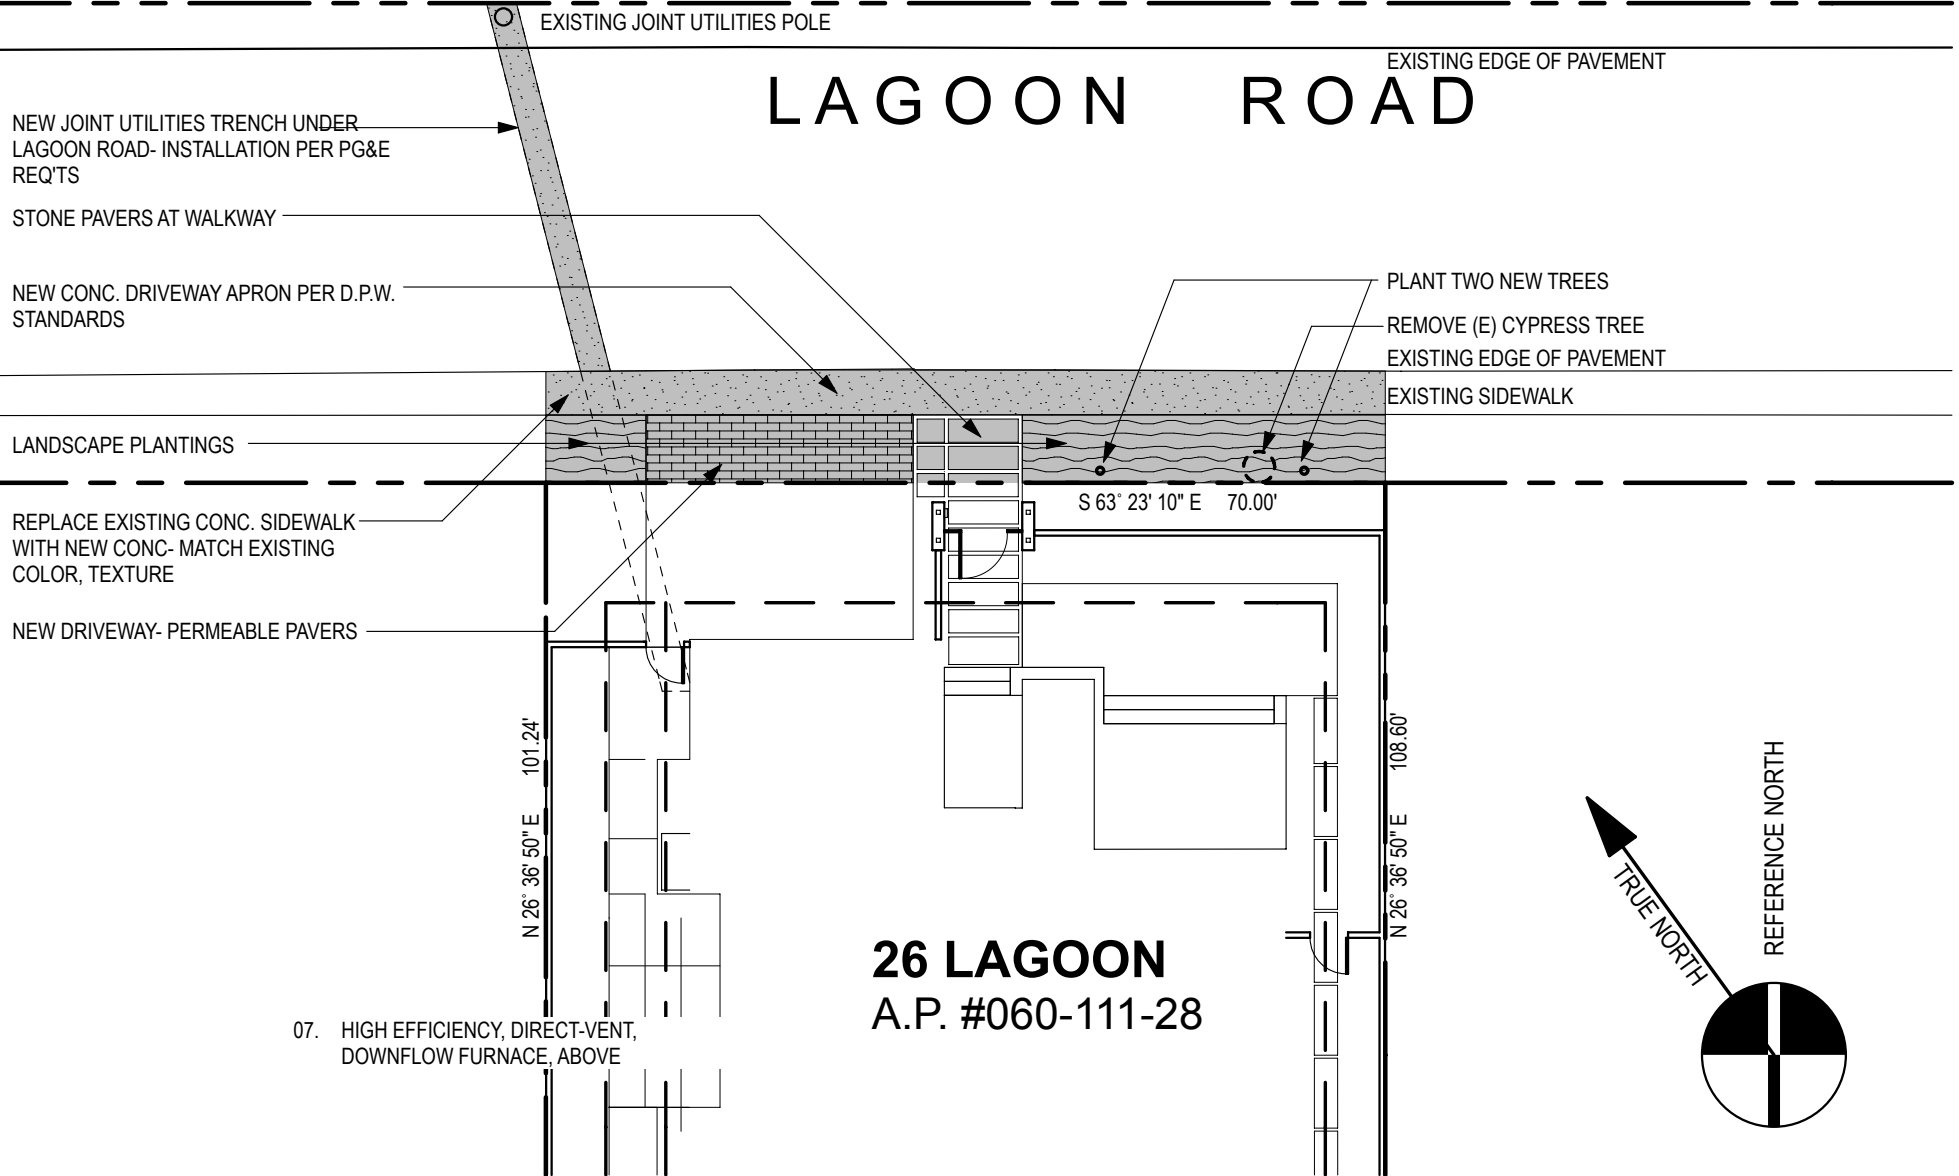 EXISTING JOINT UTILITIES POLE
EXISTING EDGE OF PAVEMENT
LAGOON ROAD
NEW JOINT UTILITIES TRENCH UNDER
LAGOON ROAD- INSTALLATION PER PG&E
REQ'TS
STONE PAVERS AT WALKWAY
NEW CONC. DRIVEWAY APRON PER D.P.W.
STANDARDS
PLANT TWO NEW TREES
REMOVE (E) CYPRESS TREE
EXISTING EDGE OF PAVEMENT
EXISTING SIDEWALK
LANDSCAPE PLANTINGS
S 63° 23' 10" E 70.00'
REPLACE EXISTING CONC. SIDEWALK
WITH NEW CONC- MATCH EXISTING
COLOR, TEXTURE
NEW DRIVEWAY- PERMEABLE PAVERS
N 26° 36' 50" E 101.24'
N 26° 36' 50" E 108.60'
REFERENCE NORTH
TRUE NORTH
26 LAGOON
A.P. #060-111-28
07. HIGH EFFICIENCY, DIRECT-VENT,
DOWNFLOW FURNACE, ABOVE